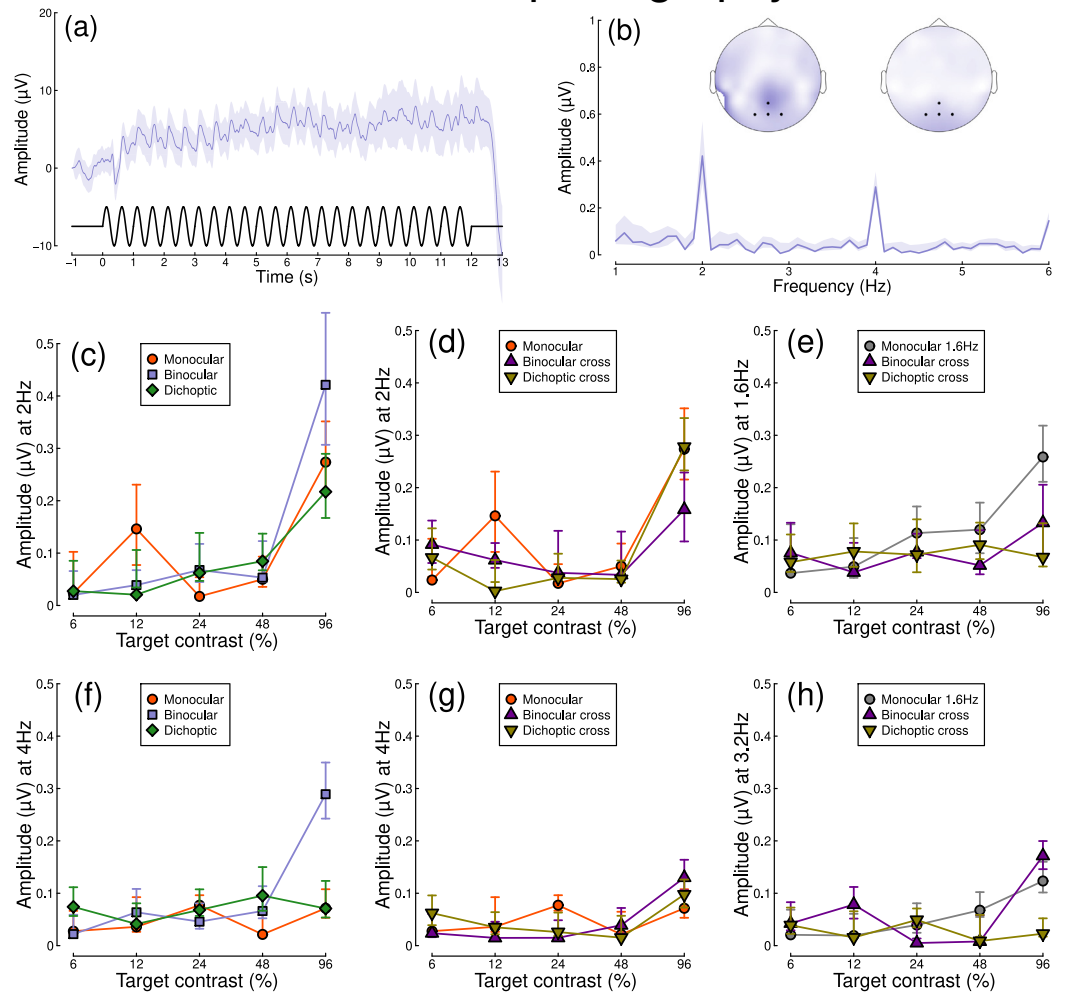 (a)
20
10
0
−10
Amplitude (µV)
−1 0 1 2 3 4 5 6 7 8 9 10 11 12 13
Time (s)
(b)
1
0.8
0.6
0.4
0.2
0
Amplitude (µV)
1 2 3 4 5 6
Frequency (Hz)
(c)
Monocular
Binocular
Dichoptic
0.5
0.4
0.3
0.2
0.1
0
Amplitude (µV) at 2Hz
6 12 24 48 96
Target contrast (%)
(d)
Monocular
Binocular cross
Dichoptic cross
0.5
0.4
0.3
0.2
0.1
0
Amplitude (µV) at 2Hz
6 12 24 48 96
Target contrast (%)
(e)
Monocular 1.6Hz
Binocular cross
Dichoptic cross
0.5
0.4
0.3
0.2
0.1
0
Amplitude (µV) at 1.6Hz
6 12 24 48 96
Target contrast (%)
(f)
Monocular
Binocular
Dichoptic
0.5
0.4
0.3
0.2
0.1
0
Amplitude (µV) at 4Hz
6 12 24 48 96
Target contrast (%)
(g)
Monocular
Binocular cross
Dichoptic cross
0.5
0.4
0.3
0.2
0.1
0
Amplitude (µV) at 4Hz
6 12 24 48 96
Target contrast (%)
(h)
Monocular 1.6Hz
Binocular cross
Dichoptic cross
0.5
0.4
0.3
0.2
0.1
0
Amplitude (µV) at 3.2Hz
6 12 24 48 96
Target contrast (%)